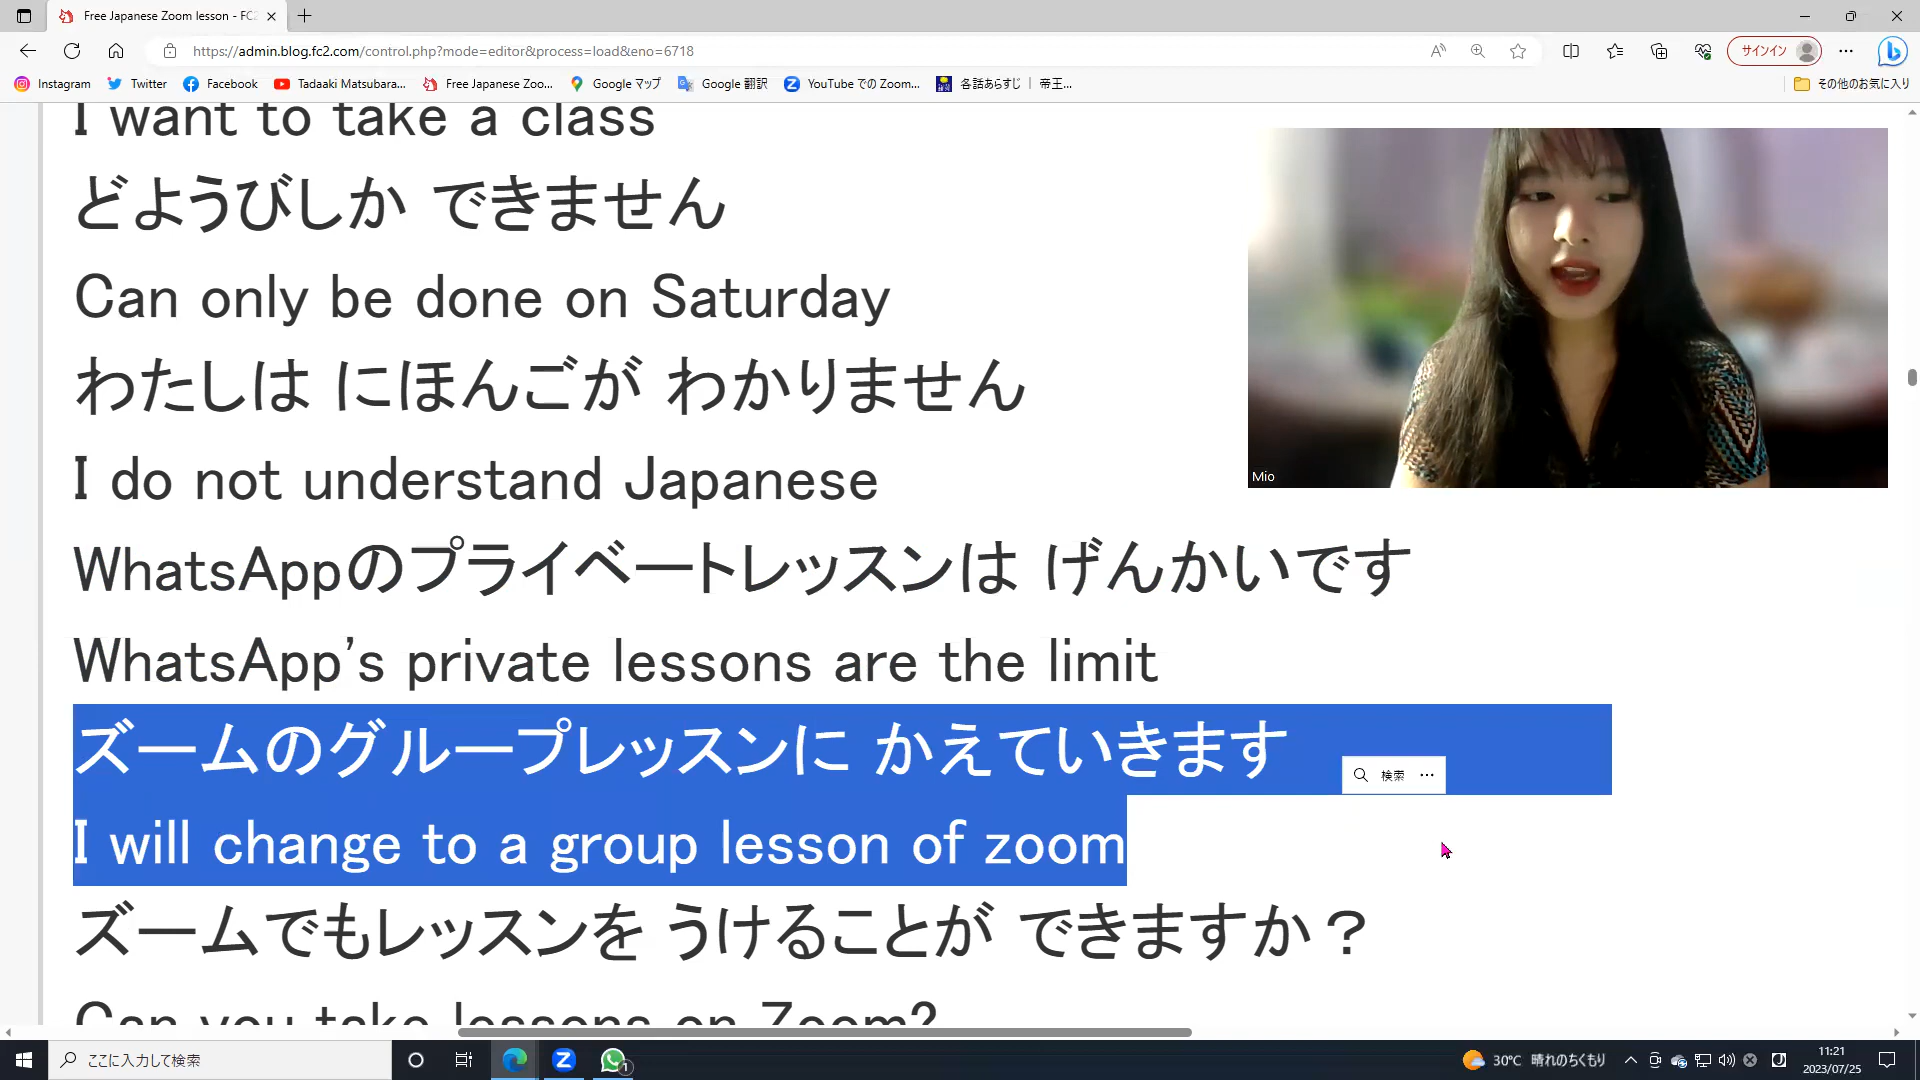 Free Japanese Zoom lesson - FC2
https://admin.blog.fc2.com/control.php?mode=editor&process=load&eno=6718
サインイン
Instagram
Twitter
Facebook
Tadaaki Matsubara...
Free Japanese Zoo...
Google マップ
Google 翻訳
YouTube での Zoom...
各話あらすじ｜帝王...
その他のお気に入り
I want to take a class
どようびしか できません
Can only be done on Saturday
わたしは にほんごが わかりません
I do not understand Japanese
Mio
WhatsAppのプライベートレッスンは げんかいです
WhatsApp's private lessons are the limit
ズームのグループレッスンに かえていきます
検索
I will change to a group lesson of zoom
ズームでもレッスンを うけることが できますか？
Can you take lessons on Zoom?
ここに入力して検索
1
30℃ 晴れのちくもり
11:21
2023/07/25